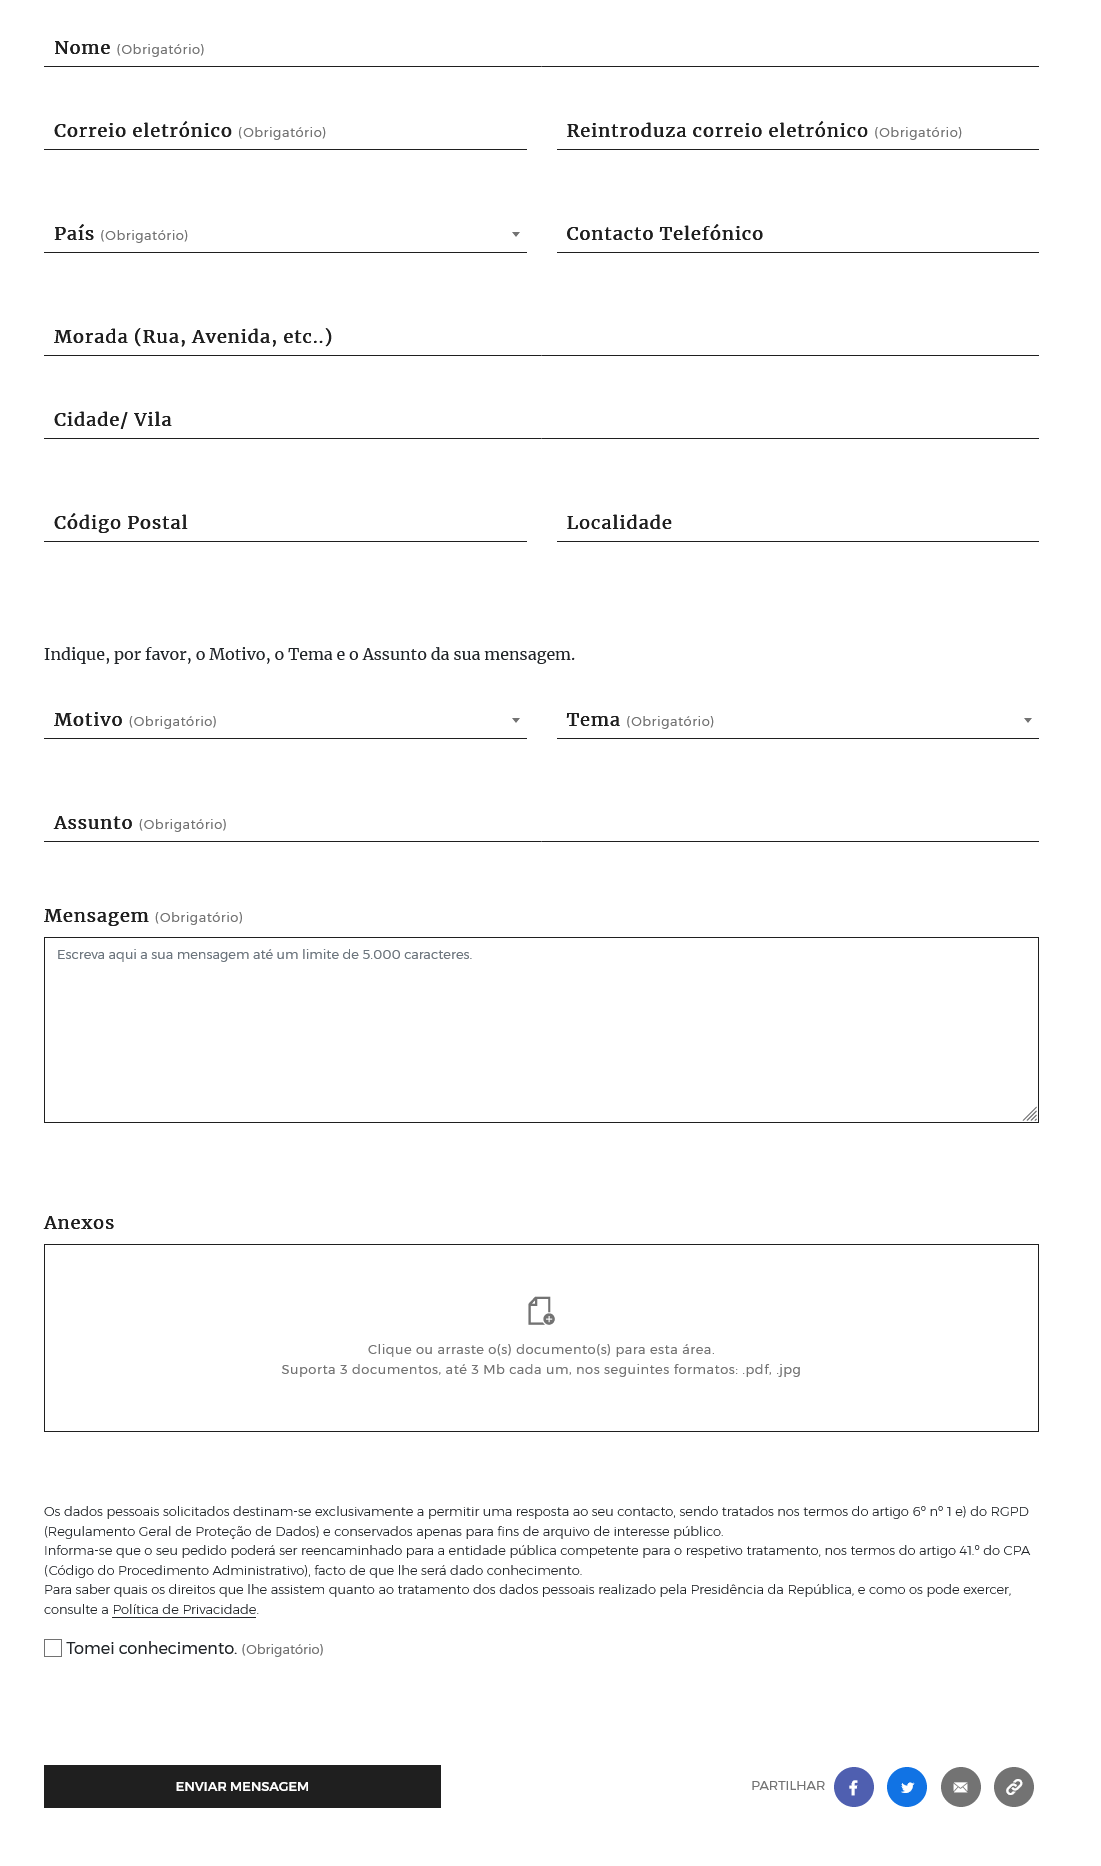 Nome (Obrigatório)
Correio eletrónico (Obrigatório)
Reintroduza correio eletrónico (Obrigatório)
País (Obrigatório)
Contacto Telefónico
Morada (Rua, Avenida, etc..)
Cidade/ Vila
Código Postal
Localidade
Indique, por favor, o Motivo, o Tema e o Assunto da sua mensagem.
Motivo (Obrigatório)
Tema (Obrigatório)
Assunto (Obrigatório)
Mensagem (Obrigatório)
Escreva aqui a sua mensagem até um limite de 5.000 caracteres.
Anexos
Clique ou arraste o(s) documento(s) para esta área.
Suporta 3 documentos, até 3 Mb cada um, nos seguintes formatos: .pdf, .jpg
Os dados pessoais solicitados destinam-se exclusivamente a permitir uma resposta ao seu contacto, sendo tratados nos termos do artigo 6º nº 1 e) do RGPD
(Regulamento Geral de Proteção de Dados) e conservados apenas para fins de arquivo de interesse público.
Informa-se que o seu pedido poderá ser reencaminhado para a entidade pública competente para o respetivo tratamento, nos termos do artigo 41.º do CPA
(Código do Procedimento Administrativo), facto de que lhe será dado conhecimento.
Para saber quais os direitos que lhe assistem quanto ao tratamento dos dados pessoais realizado pela Presidência da República, e como os pode exercer,
consulte a Política de Privacidade.
Tomei conhecimento. (Obrigatório)
ENVIAR MENSAGEM
PARTILHAR